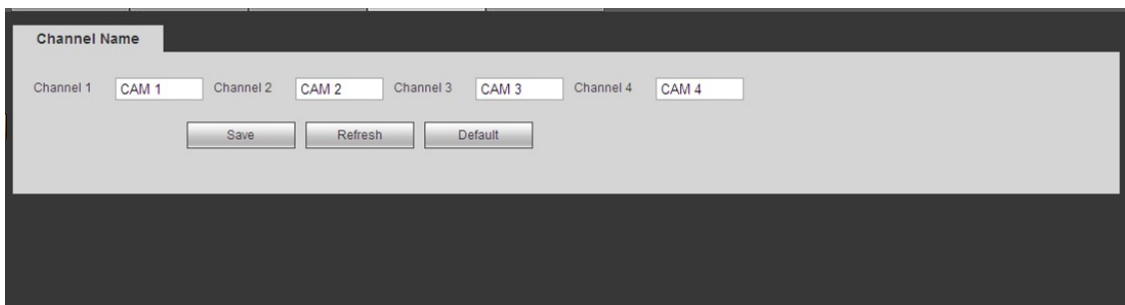 Channel Name
Channel 1 CAM 1 Channel 2 CAM 2 Channel 3 CAM 3 Channel 4 CAM 4
Save Refresh Default